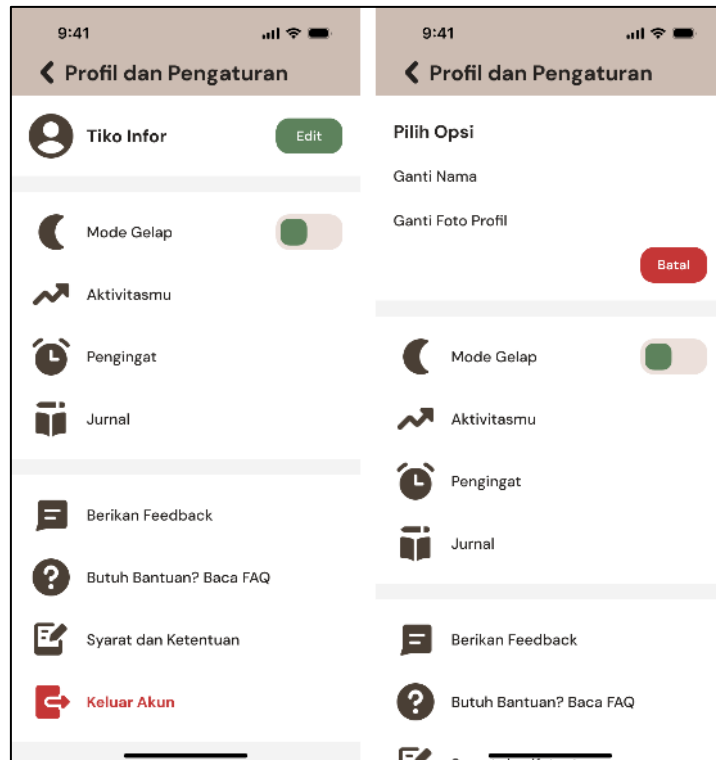 9:41
Profil dan Pengaturan
Tiko Infor
Edit
Mode Gelap
Aktivitasmu
Pengingat
Jurnal
Berikan Feedback
Butuh Bantuan? Baca FAQ
Syarat dan Ketentuan
Keluar Akun
9:41
Profil dan Pengaturan
Pilih Opsi
Ganti Nama
Ganti Foto Profil
Batal
Mode Gelap
Aktivitasmu
Pengingat
Jurnal
Berikan Feedback
Butuh Bantuan? Baca FAQ